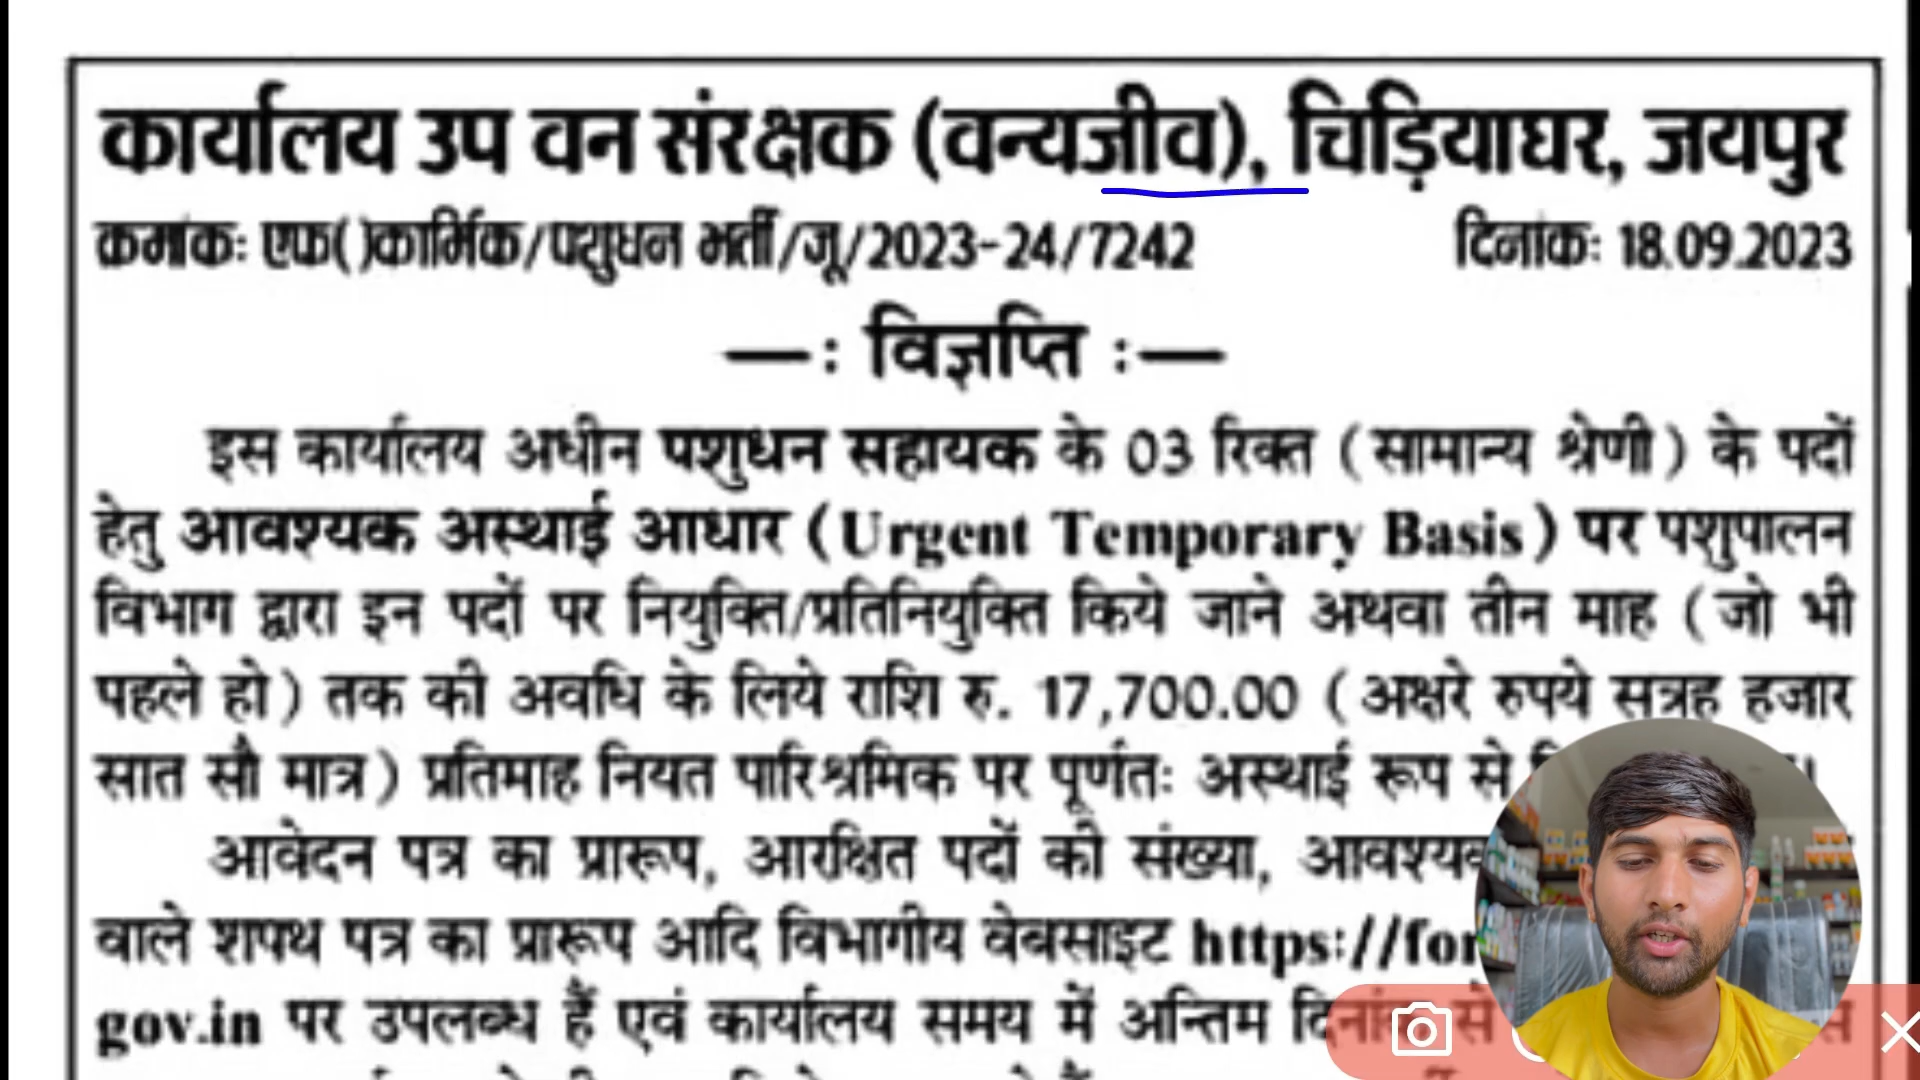 कार्यालय उप वन संरक्षक (वन्यजीव), चिड़ियाघर, जयपुर
क्रमांकः एफ()कार्मिक/पशुधन भर्ती/जू/2023-24/7242 दिनांकः 18.09.2023
—: विज्ञप्ति :—
इस कार्यालय अधीन पशुधन सहायक के 03 रिक्त (सामान्य श्रेणी) के पदों
हेतु आवश्यक अस्थाई आधार (Urgent Temporary Basis) पर पशुपालन
विभाग द्वारा इन पदों पर नियुक्ति/प्रतिनियुक्ति किये जाने अथवा तीन माह (जो भी
पहले हो) तक की अवधि के लिये राशि रु. 17,700.00 (अक्षरे रुपये सत्रह हजार
सात सौ मात्र) प्रतिमाह नियत पारिश्रमिक पर पूर्णतः अस्थाई रूप से
आवेदन पत्र का प्रारूप, आरक्षित पदों की संख्या,
वाले शपथ पत्र का प्रारूप आदि विभागीय वेबसाइट https://for
gov.in पर उपलब्ध हैं एवं कार्यालय समय में अन्तिम दिनांक से